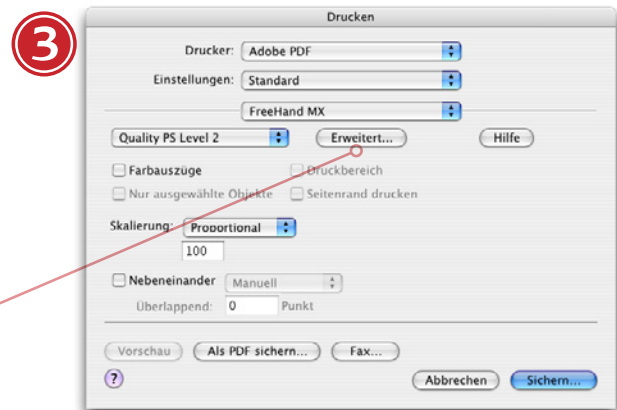 3
Drucken
Drucker: Adobe PDF
Einstellungen: Standard
FreeHand MX
Quality PS Level 2 Erweitert... Hilfe
Farbauszüge Druckbereich
Nur ausgewählte Objekte Seitenrand drucken
Skalierung: Proportional
100
Nebeneinander Manuell
Überlappend: 0 Punkt
Vorschau Als PDF sichern... Fax...
? Abbrechen Sichern...